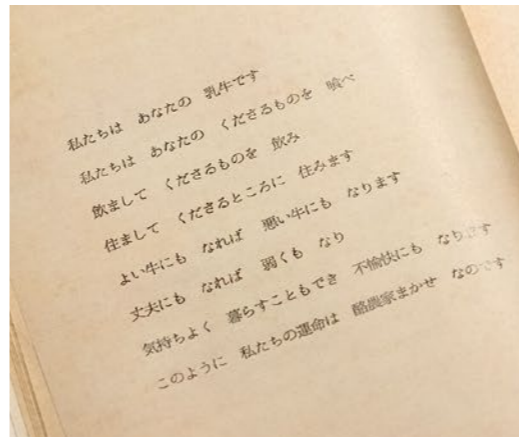 私たちは あなたの 乳牛です
私たちは あなたの くださるものを 喰べ
飲まして くださるものを 飲み
住まして くださるところに 住みます
よい牛にも なれば 悪い牛にも なります
丈夫にも なれば 弱くも なり
気持ちよく 暮らすこともでき 不愉快にも なります
このように 私たちの運命は 酪農家まかせ なのです